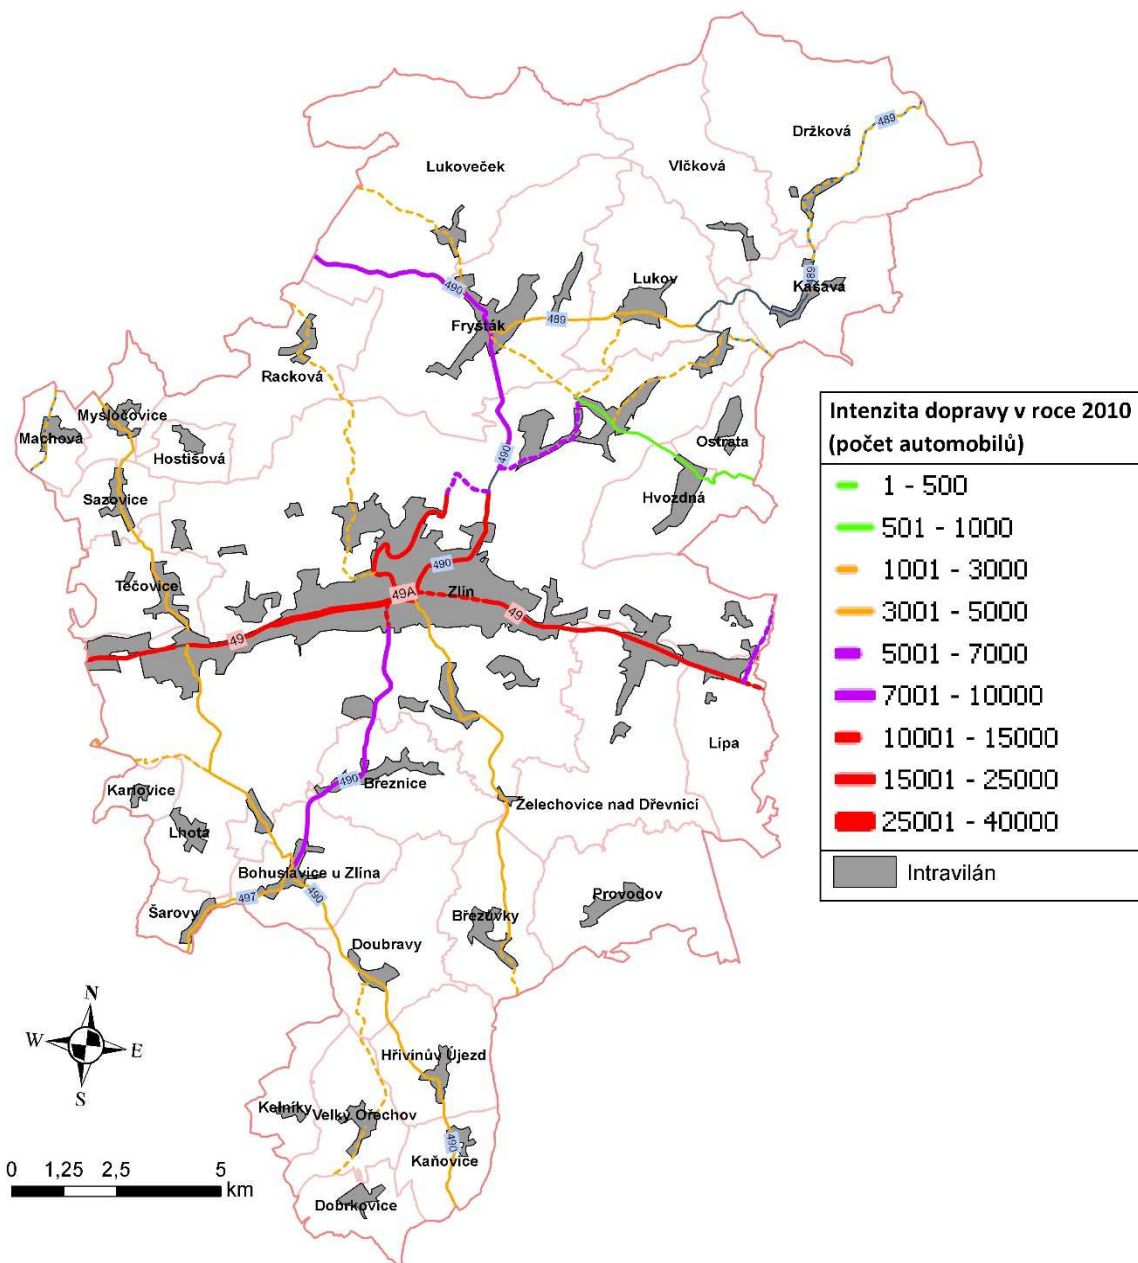 Držková
489
Vlčková
Lukoveček
489
Kašava
Lukov
490
489
Fryšták
Racková
Mysločovice
Machová
Hostišová
Ostrata
490
Hvozdná
Sazovice
490
Tečovice
49A
Zlín
49
49
Lípa
Karlovice
490
Březnice
Želechovice nad Dřevnicí
Lhota
Bohuslavice u Zlína
497
490
Provodov
Šarovy
Březůvky
Doubravy
Hřivínův Újezd
Kelníky
Velký Ořechov
490
Kaňovice
Dobrkovice
Intenzita dopravy v roce 2010
(počet automobilů)
1 - 500
501 - 1000
1001 - 3000
3001 - 5000
5001 - 7000
7001 - 10000
10001 - 15000
15001 - 25000
25001 - 40000
Intravilán
N
W
E
S
0 1,25 2,5 5
km